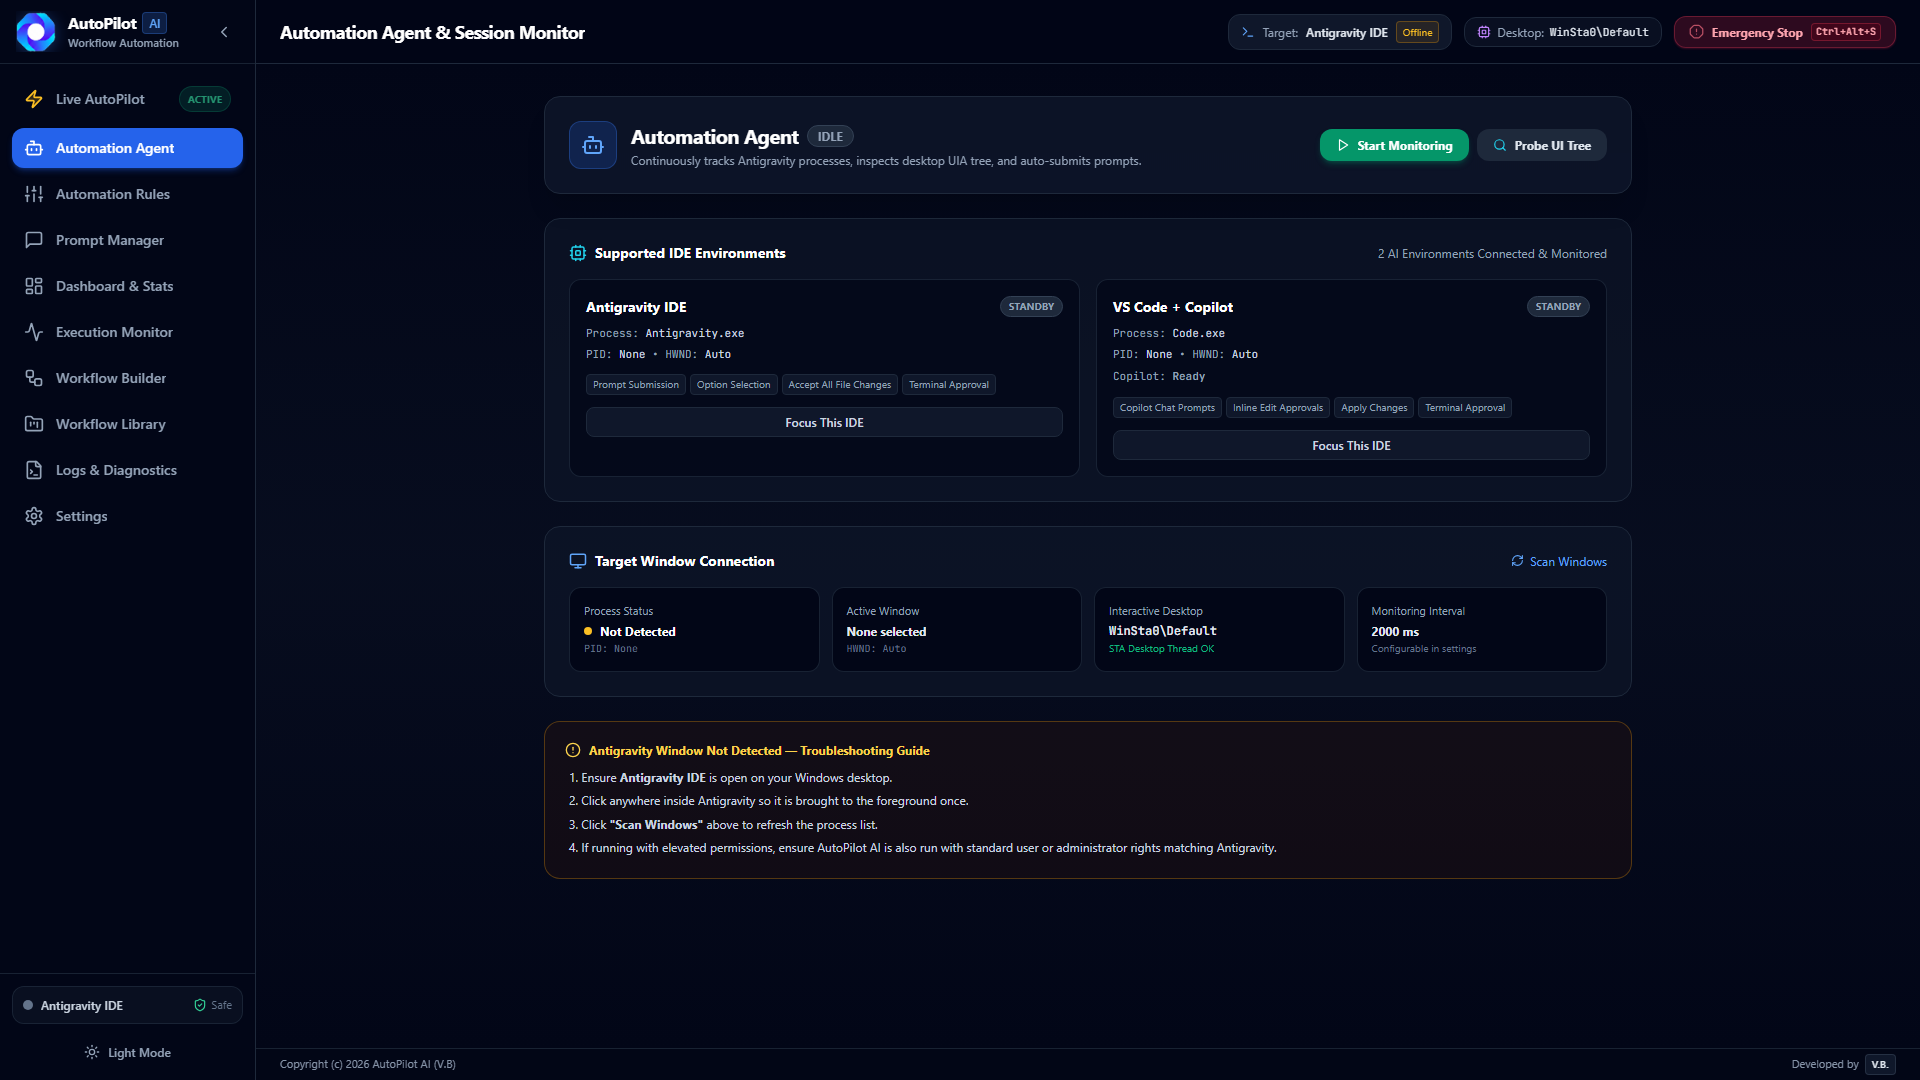 AutoPilot AI
Workflow Automation
Live AutoPilot ACTIVE
Automation Agent
Automation Rules
Prompt Manager
Dashboard & Stats
Execution Monitor
Workflow Builder
Workflow Library
Logs & Diagnostics
Settings
Antigravity IDE Safe
Light Mode
Automation Agent & Session Monitor
Target: Antigravity IDE Offline
Desktop: WinSta0\Default
Emergency Stop Ctrl+Alt+S
Automation Agent IDLE
Continuously tracks Antigravity processes, inspects desktop UIA tree, and auto-submits prompts.
Start Monitoring
Probe UI Tree
Supported IDE Environments
2 AI Environments Connected & Monitored
Antigravity IDE STANDBY
Process: Antigravity.exe
PID: None • HWND: Auto
Prompt Submission Option Selection Accept All File Changes Terminal Approval
Focus This IDE
VS Code + Copilot STANDBY
Process: Code.exe
PID: None • HWND: Auto
Copilot: Ready
Copilot Chat Prompts Inline Edit Approvals Apply Changes Terminal Approval
Focus This IDE
Target Window Connection
Scan Windows
Process Status
Not Detected
PID: None
Active Window
None selected
HWND: Auto
Interactive Desktop
WinSta0\Default
STA Desktop Thread OK
Monitoring Interval
2000 ms
Configurable in settings
Antigravity Window Not Detected — Troubleshooting Guide
1. Ensure Antigravity IDE is open on your Windows desktop.
2. Click anywhere inside Antigravity so it is brought to the foreground once.
3. Click "Scan Windows" above to refresh the process list.
4. If running with elevated permissions, ensure AutoPilot AI is also run with standard user or administrator rights matching Antigravity.
Copyright (c) 2026 AutoPilot AI (V.B)
Developed by V.B.